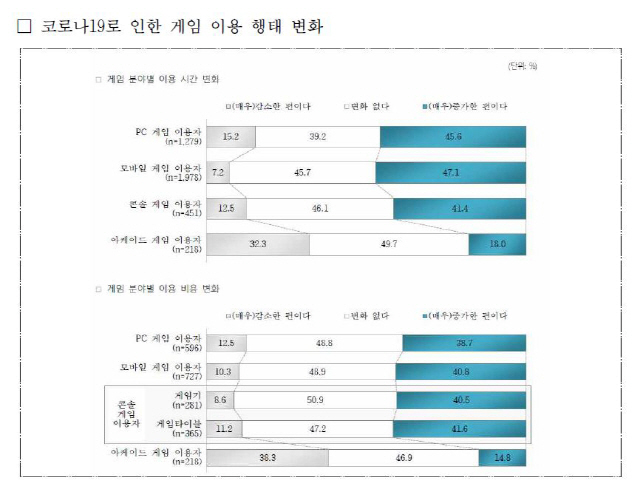 □ 코로나19로 인한 게임 이용 행태 변화
(단위: %)
□ 게임 분야별 이용 시간 변화
□(매우)감소한 편이다 □변화 없다 ■(매우)증가한 편이다
PC 게임 이용자 (n=1,279) 15.2 39.2 45.6
모바일 게임 이용자 (n=1,978) 7.2 45.7 47.1
콘솔 게임 이용자 (n=451) 12.5 46.1 41.4
아케이드 게임 이용자 (n=218) 32.3 49.7 18.0
□ 게임 분야별 이용 비용 변화
□(매우)감소한 편이다 □변화 없다 ■(매우)증가한 편이다
PC 게임 이용자 (n=596) 12.5 48.8 38.7
모바일 게임 이용자 (n=727) 10.3 48.9 40.8
콘솔 게임 이용자
게임기 (n=281) 8.6 50.9 40.5
게임타이틀 (n=365) 11.2 47.2 41.6
아케이드 게임 이용자 (n=218) 38.3 46.9 14.8